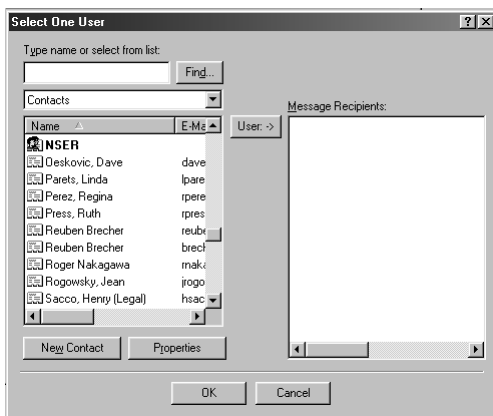 Select One User
Type name or select from list:
Find...
Contacts
Message Recipients:
Name E-Ma
User: ->
NSER
Oeskovic, Dave dave
Parets, Linda lpare
Perez, Regina rpere
Press, Ruth rpres
Reuben Brecher reube
Reuben Brecher brech
Roger Nakagawa rnaka
Rogowsky, Jean jrogo
Sacco, Henry (Legal) hsac
New Contact Properties
OK Cancel